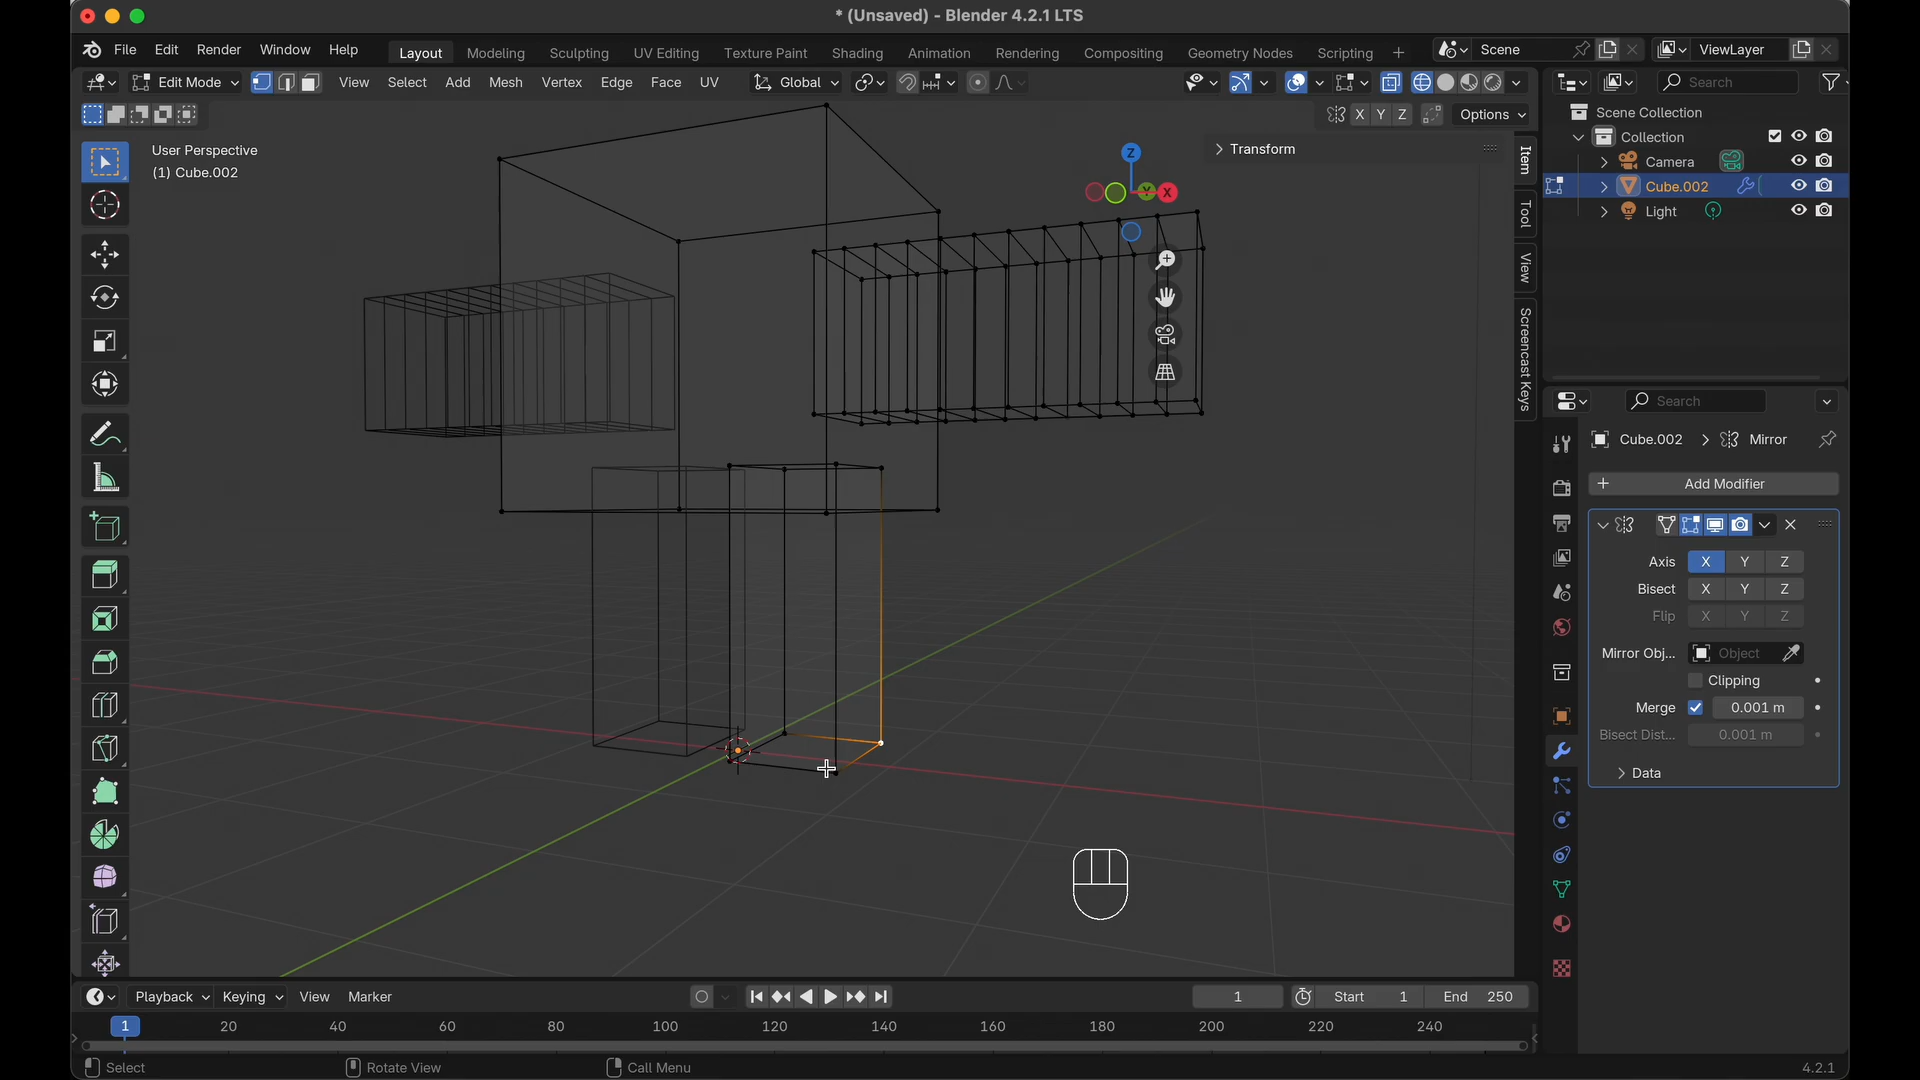 * (Unsaved) - Blender 4.2.1 LTS
File Edit Render Window Help
Layout Modeling Sculpting UV Editing Texture Paint Shading Animation Rendering Compositing Geometry Nodes Scripting +
Scene
ViewLayer
Edit Mode View Select Add Mesh Vertex Edge Face UV Global
Search
X Y Z Options
User Perspective
(1) Cube.002
Transform
Z
Y
X
Item
Tool
View
Screencast Keys
Scene Collection
Collection
Camera
Cube.002
Light
Search
Cube.002 > Mirror
+ Add Modifier
Axis X Y Z
Bisect X Y Z
Flip X Y Z
Mirror Obj... Object
Clipping
Merge 0.001 m
Bisect Dist... 0.001 m
Data
Playback Keying View Marker
1
Start 1
End 250
1 20 40 60 80 100 120 140 160 180 200 220 240
Select
Rotate View
Call Menu
4.2.1